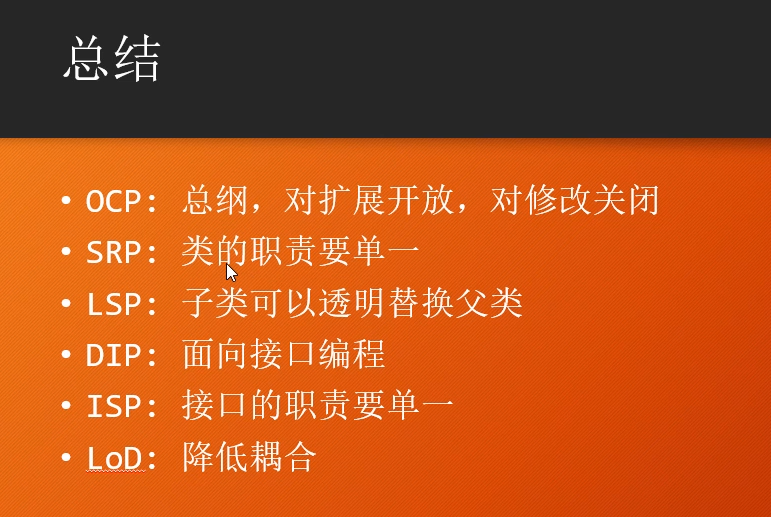 总结
• OCP: 总纲，对扩展开放，对修改关闭
• SRP: 类的职责要单一
• LSP: 子类可以透明替换父类
• DIP: 面向接口编程
• ISP: 接口的职责要单一
• LoD: 降低耦合